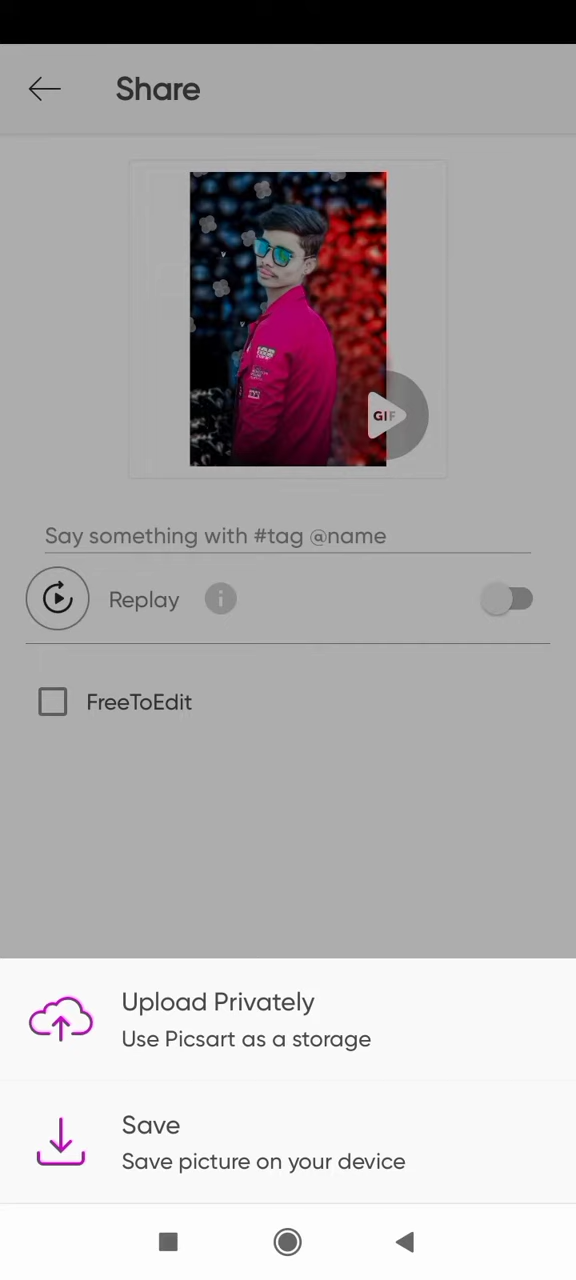 Share
GIF
Say something with #tag @name
Replay
FreeToEdit
Upload Privately
Use Picsart as a storage
Save
Save picture on your device